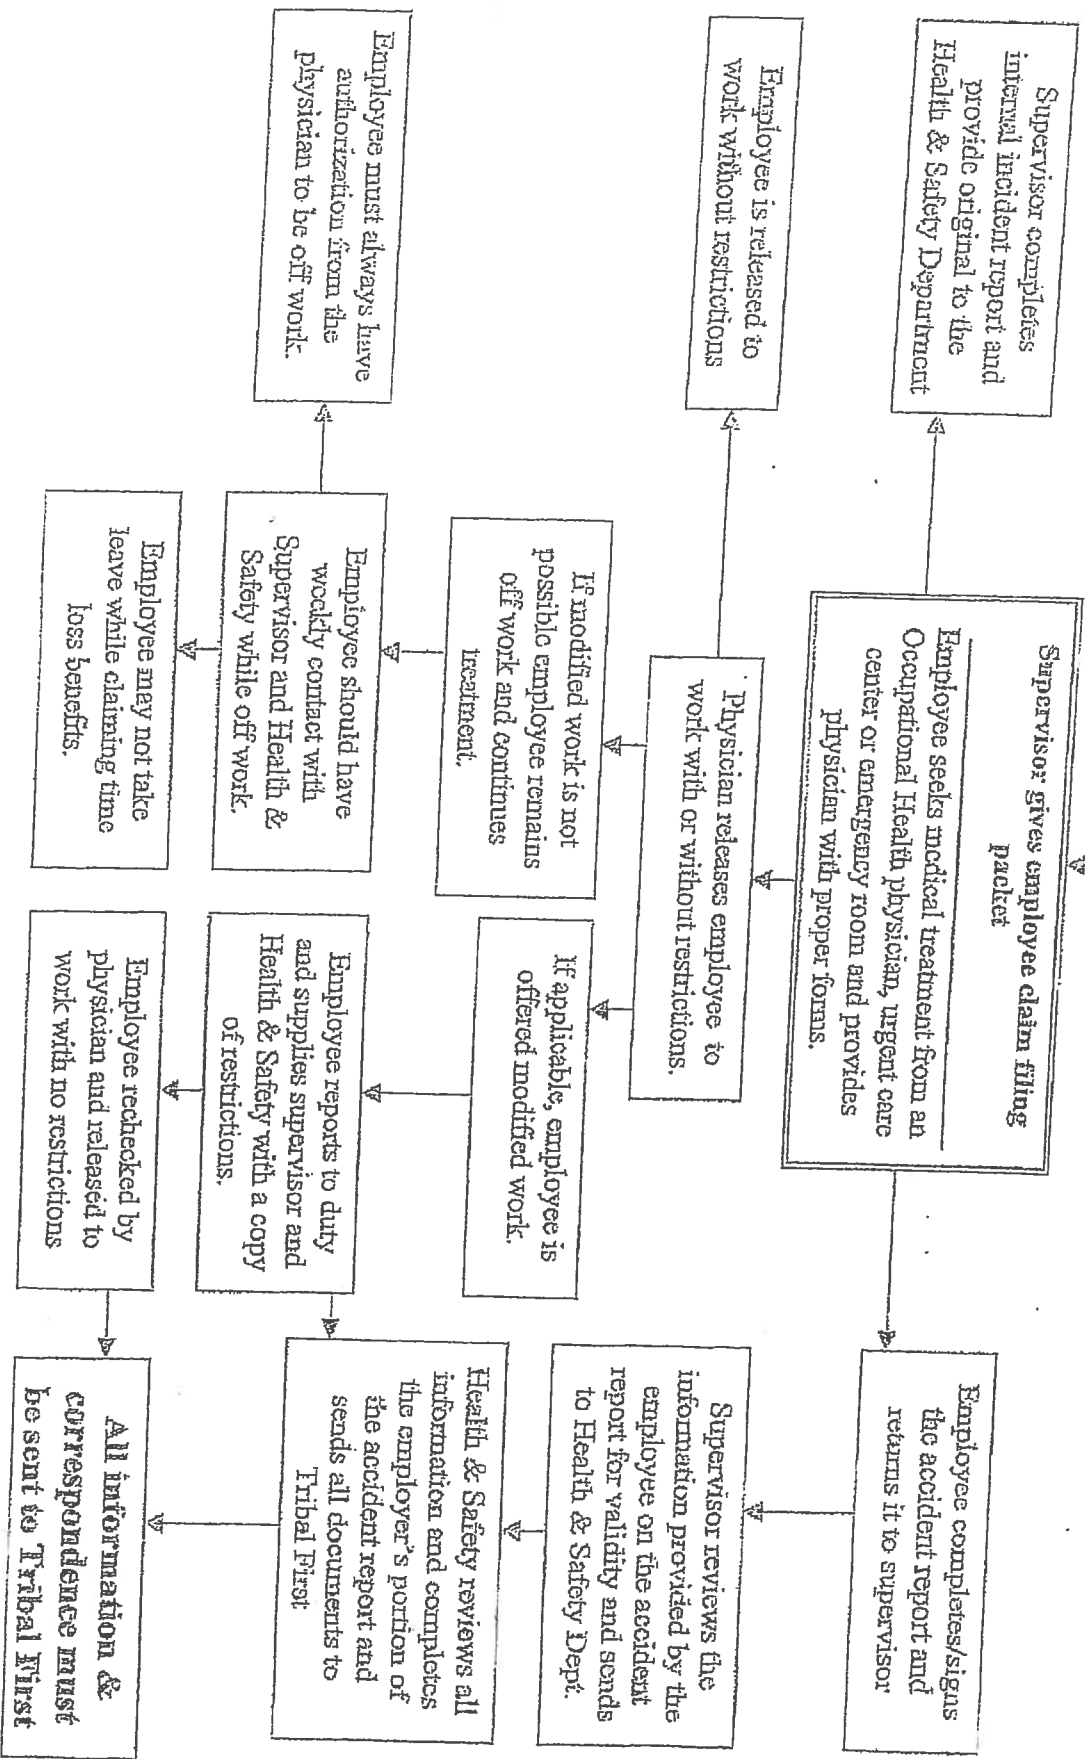 Supervisor gives employee claim filing
packet
Employee seeks medical treatment from an
Occupational Health physician, urgent care
center or emergency room and provides
physician with proper forms.
Supervisor completes
internal incident report and
provide original to the
Health & Safety Department
Employee completes/signs
the accident report and
returns it to supervisor
Employee is released to
work without restrictions
Physician releases employee to
work with or without restrictions.
Supervisor reviews the
information provided by the
employee on the accident
report for validity and sends
to Health & Safety Dept.
If modified work is not
possible employee remains
off work and continues
treatment.
If applicable, employee is
offered modified work.
Employee must always have
authorization from the
physician to be off work.
Employee should have
weekly contact with
Supervisor and Health &
Safety while off work.
Employee reports to duty
and supplies supervisor and
Health & Safety with a copy
of restrictions.
Health & Safety reviews all
information and completes
the employer's portion of
the accident report and
sends all documents to
Tribal First
Employee may not take
leave while claiming time
loss benefits.
Employee rechecked by
physician and released to
work with no restrictions
All information &
correspondence must
be sent to Tribal First